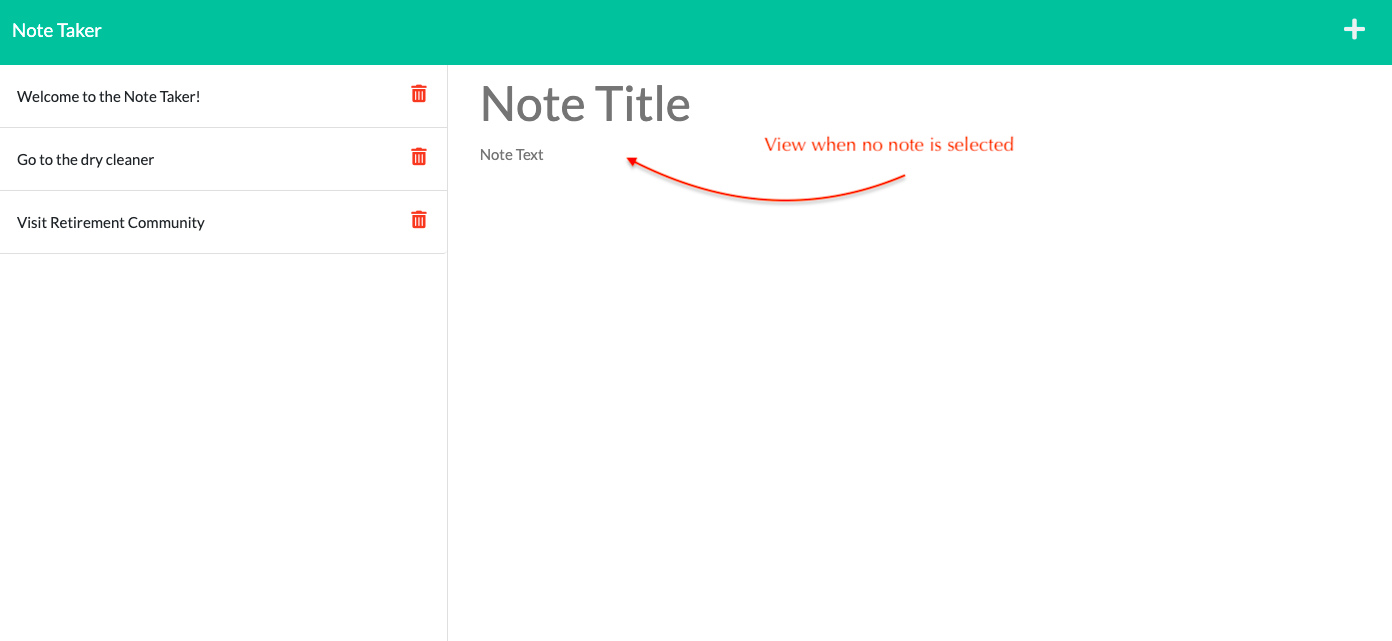 Note Taker
Welcome to the Note Taker!
Go to the dry cleaner
Visit Retirement Community
Note Title
Note Text
View when no note is selected